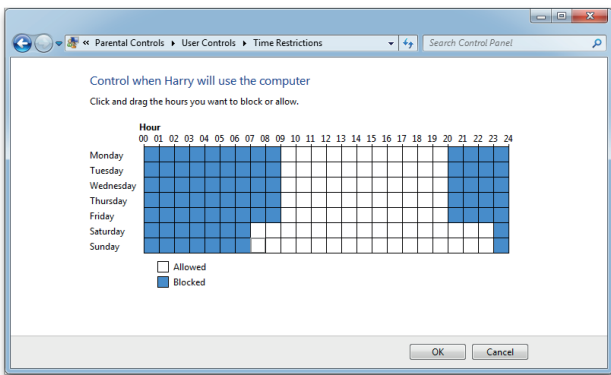 « Parental Controls ▸ User Controls ▸ Time Restrictions
Search Control Panel
Control when Harry will use the computer
Click and drag the hours you want to block or allow.
Hour
00 01 02 03 04 05 06 07 08 09 10 11 12 13 14 15 16 17 18 19 20 21 22 23 24
Monday
Tuesday
Wednesday
Thursday
Friday
Saturday
Sunday
Allowed
Blocked
OK Cancel